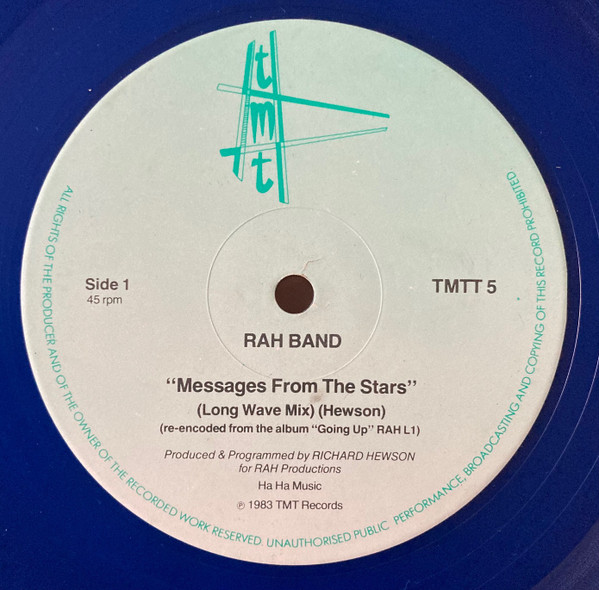 tmt
Side 1
45 rpm
TMTT 5
RAH BAND
"Messages From The Stars"
(Long Wave Mix) (Hewson)
(re-encoded from the album "Going Up" RAH L1)
Produced & Programmed by RICHARD HEWSON
for RAH Productions
Ha Ha Music
℗ 1983 TMT Records
ALL RIGHTS OF THE PRODUCER AND OF THE OWNER OF THE RECORDED WORK RESERVED. UNAUTHORISED PUBLIC PERFORMANCE, BROADCASTING AND COPYING OF THIS RECORD PROHIBITED